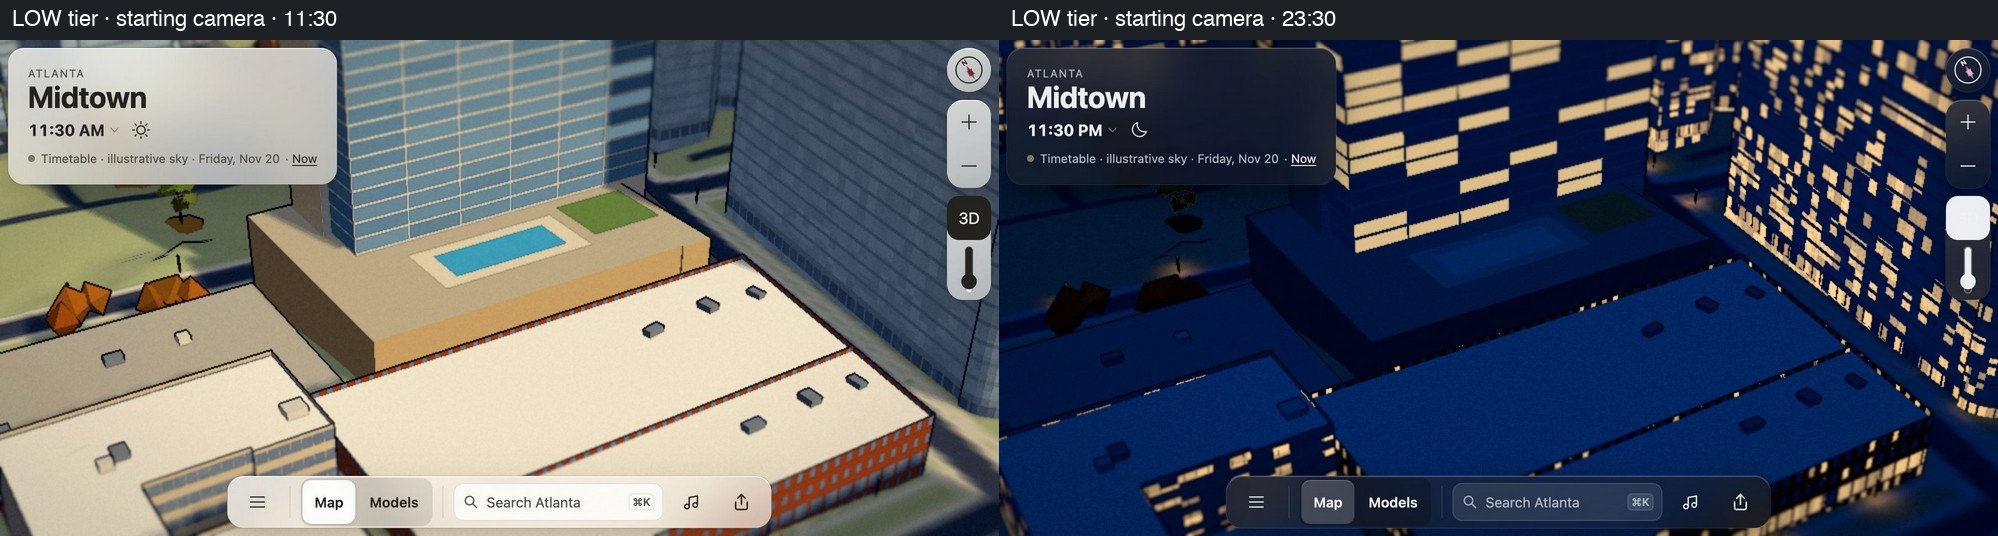 LOW tier · starting camera · 11:30
ATLANTA
Midtown
11:30 AM
Timetable · illustrative sky · Friday, Nov 20 · Now
N
+
−
3D
Map Models Search Atlanta ⌘K
LOW tier · starting camera · 23:30
ATLANTA
Midtown
11:30 PM
Timetable · illustrative sky · Friday, Nov 20 · Now
N
+
−
Map Models Search Atlanta ⌘K